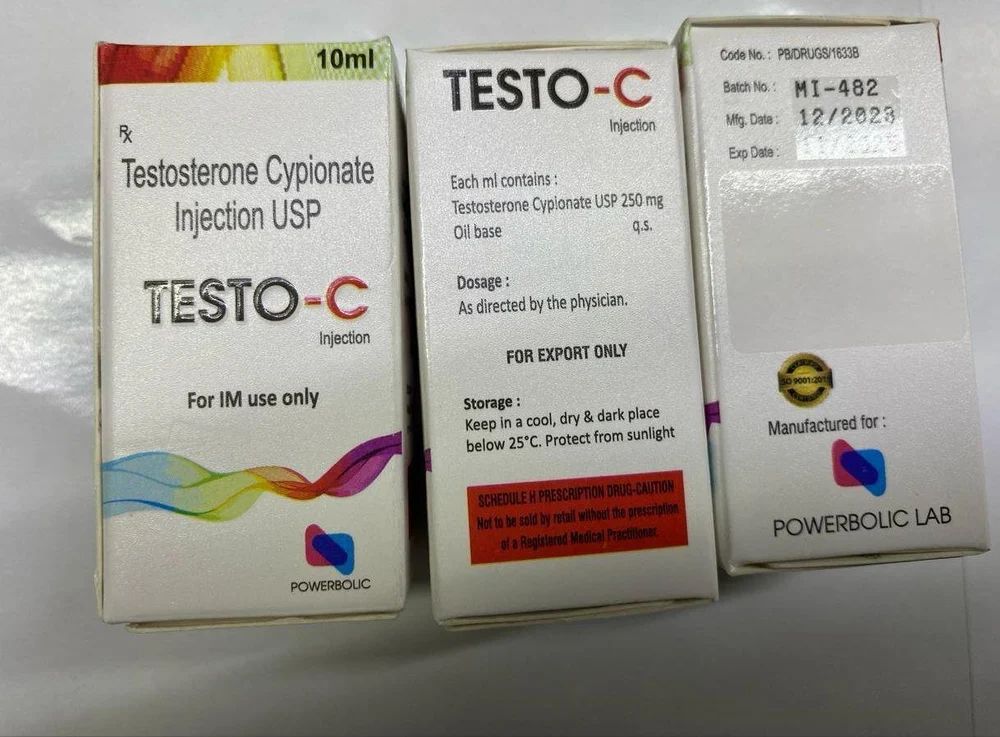 10ml
Rx
Testosterone Cypionate
Injection USP
TESTO-C
Injection
For IM use only
POWERBOLIC
TESTO-C
Injection
Each ml contains :
Testosterone Cypionate USP 250 mg
Oil base q.s.
Dosage :
As directed by the physician.
FOR EXPORT ONLY
Storage :
Keep in a cool, dry & dark place
below 25°C. Protect from sunlight
SCHEDULE H PRESCRIPTION DRUG-CAUTION
Not to be sold by retail without the prescription
of a Registered Medical Practitioner.
Code No. : PB/DRUGS/1633B
Batch No. : MI-482
Mfg. Date : 12/2023
Exp Date :
ISO 9001:2015
Manufactured for :
POWERBOLIC LAB